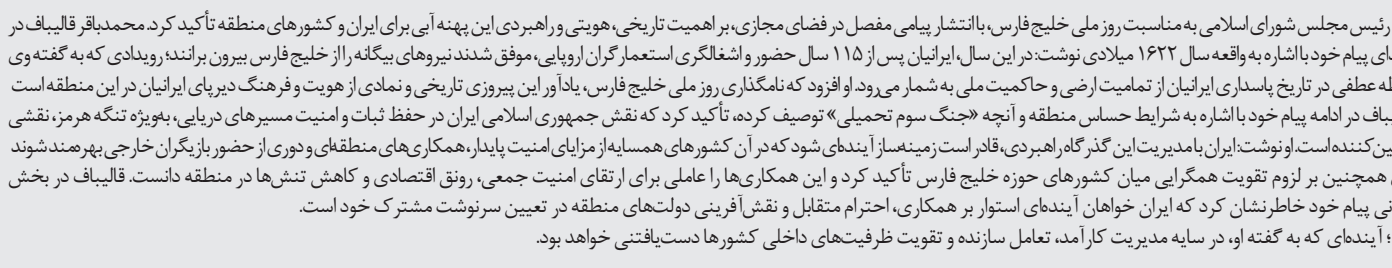 رئیس مجلس شورای اسلامی به مناسبت روز ملی خلیج فارس، با انتشار پیامی مفصل در فضای مجازی، بر اهمیت تاریخی، هویتی و راهبردی این پهنه آبی برای ایران و کشورهای منطقه تأکید کرد. محمدباقر قالیباف در
پیام خود با اشاره به واقعه سال ۱۶۲۲ میلادی نوشت: در این سال، ایرانیان پس از ۱۱۵ سال حضور و اشغالگری استعمارگران اروپایی، موفق شدند نیروهای بیگانه را از خلیج فارس بیرون برانند؛ رویدادی که به گفته وی
عطفی در تاریخ پاسداری ایرانیان از تمامیت ارضی و حاکمیت ملی به شمار می‌رود. او افزود که نامگذاری روز ملی خلیج فارس، یادآور این پیروزی تاریخی و نمادی از هویت و فرهنگ دیرپای ایرانیان در این منطقه است
در ادامه پیام خود با اشاره به شرایط حساس منطقه و آنچه «جنگ سوم تحمیلی» توصیف کرده، تأکید کرد که نقش جمهوری اسلامی ایران در حفظ ثبات و امنیت مسیرهای دریایی، به‌ویژه تنگه هرمز، نقشی
کننده است. او نوشت: ایران با مدیریت این گذرگاه راهبردی، قادر است زمینه‌ساز آینده‌ای شود که در آن کشورهای همسایه از مزایای امنیت پایدار، همکاری‌های منطقه‌ای و دوری از حضور بازیگران خارجی بهره‌مند شوند
همچنین بر لزوم تقویت همگرایی میان کشورهای حوزه خلیج فارس تأکید کرد و این همکاری‌ها را عاملی برای ارتقای امنیت جمعی، رونق اقتصادی و کاهش تنش‌ها در منطقه دانست. قالیباف در بخش
پیام خود خاطرنشان کرد که ایران خواهان آینده‌ای استوار بر همکاری، احترام متقابل و نقش‌آفرینی دولت‌های منطقه در تعیین سرنوشت مشترک خود است.
؛ آینده‌ای که به گفته او، در سایه مدیریت کارآمد، تعامل سازنده و تقویت ظرفیت‌های داخلی کشورها دست‌یافتنی خواهد بود.